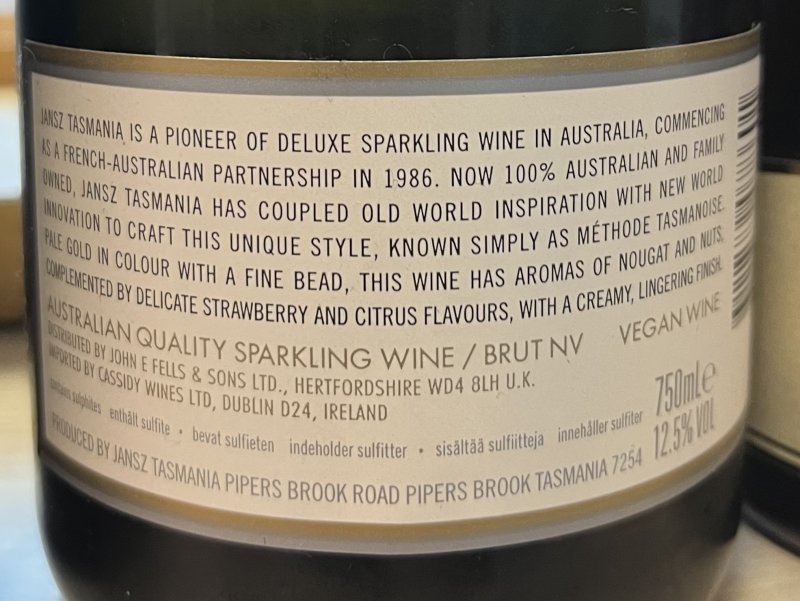 JANSZ TASMANIA IS A PIONEER OF DELUXE SPARKLING WINE IN AUSTRALIA, COMMENCING
AS A FRENCH-AUSTRALIAN PARTNERSHIP IN 1986. NOW 100% AUSTRALIAN AND FAMILY
OWNED, JANSZ TASMANIA HAS COUPLED OLD WORLD INSPIRATION WITH NEW WORLD
INNOVATION TO CRAFT THIS UNIQUE STYLE, KNOWN SIMPLY AS MÉTHODE TASMANOISE.
PALE GOLD IN COLOUR WITH A FINE BEAD, THIS WINE HAS AROMAS OF NOUGAT AND NUTS,
COMPLEMENTED BY DELICATE STRAWBERRY AND CITRUS FLAVOURS, WITH A CREAMY, LINGERING FINISH.
AUSTRALIAN QUALITY SPARKLING WINE / BRUT NV VEGAN WINE
DISTRIBUTED BY JOHN E FELLS & SONS LTD., HERTFORDSHIRE WD4 8LH U.K.
IMPORTED BY CASSIDY WINES LTD, DUBLIN D24, IRELAND
750ml e
contains sulphites enthält sulfite • bevat sulfieten indeholder sulfitter • sisältää sulfiitteja innehåller sulfiter
12.5% VOL
PRODUCED BY JANSZ TASMANIA PIPERS BROOK ROAD PIPERS BROOK TASMANIA 7254